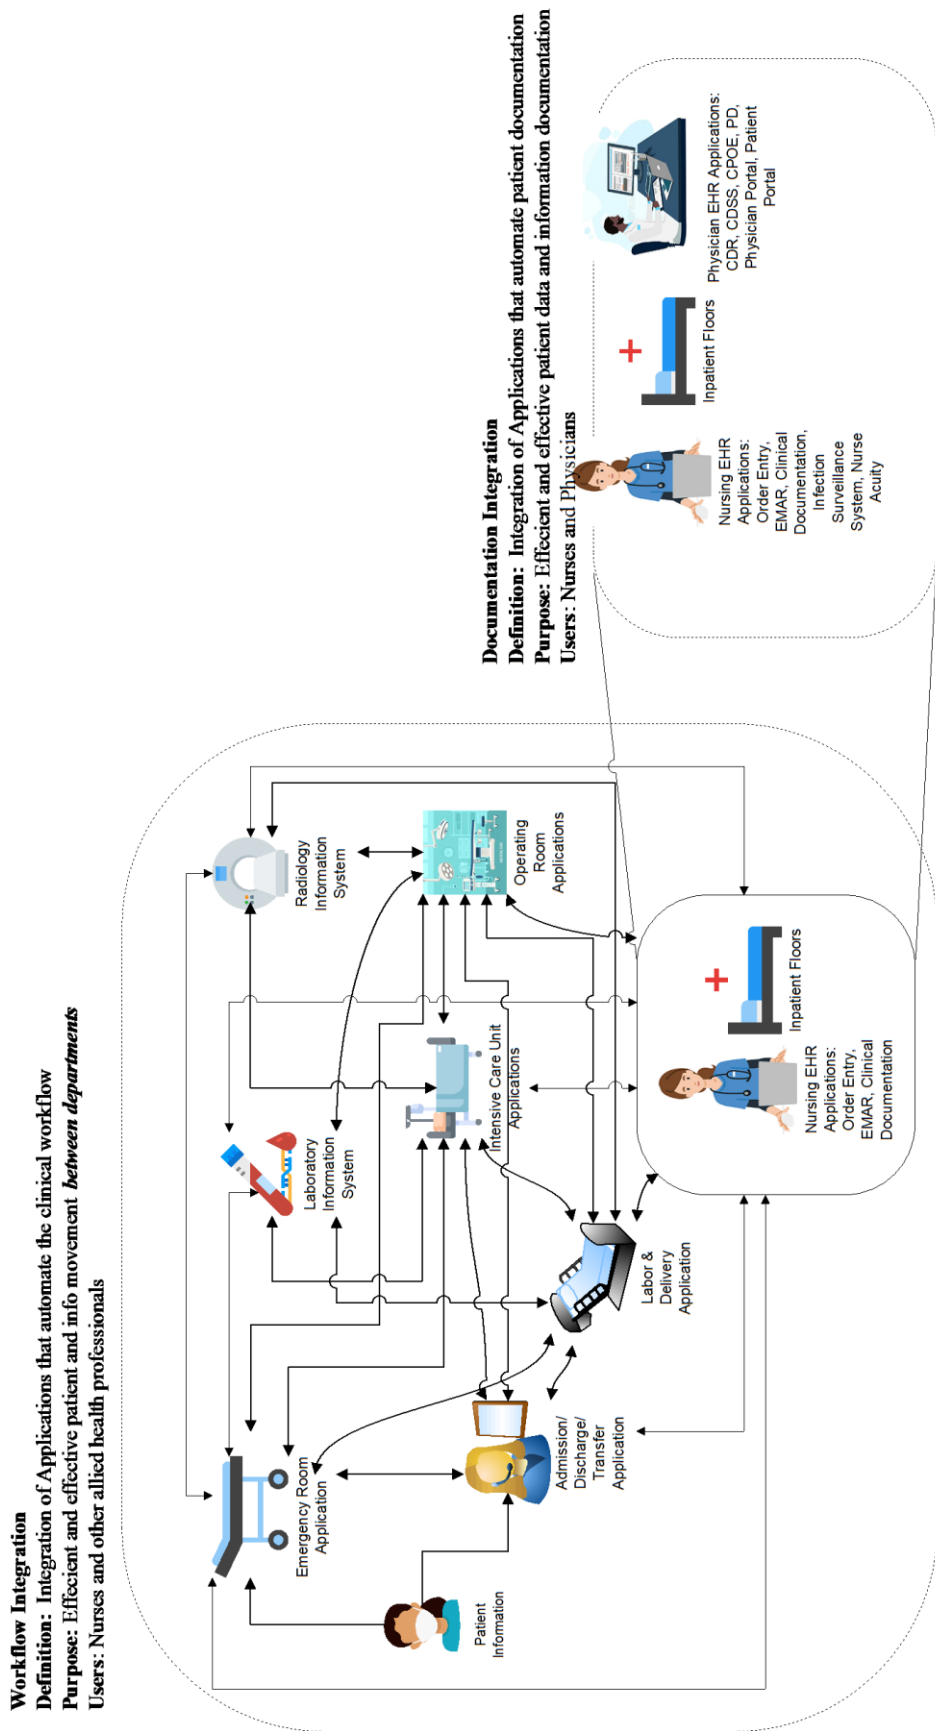 Workflow Integration
Definition: Integration of Applications that automate the clinical workflow
Purpose: Effecient and effective patient and info movement between departments
Users: Nurses and other allied health professionals
Emergency Room
Application
Laboratory
Information
System
Radiology
Information
System
Patient
Information
Admission/
Discharge/
Transfer
Application
Intensive Care Unit
Applications
Operating
Room
Applications
Labor &
Delivery
Application
Nursing EHR
Applications:
Order Entry,
EMAR, Clinical
Documentation
Inpatient Floors
Documentation Integration
Definition: Integration of Applications that automate patient documentation
Purpose: Effecient and effective patient data and information documentation
Users: Nurses and Physicians
Nursing EHR
Applications:
Order Entry,
EMAR, Clinical
Documentation,
Infection
Surveillance
System, Nurse
Acuity
Inpatient Floors
Physician EHR Applications:
CDR, CDSS, CPOE, PD,
Physician Portal, Patient
Portal